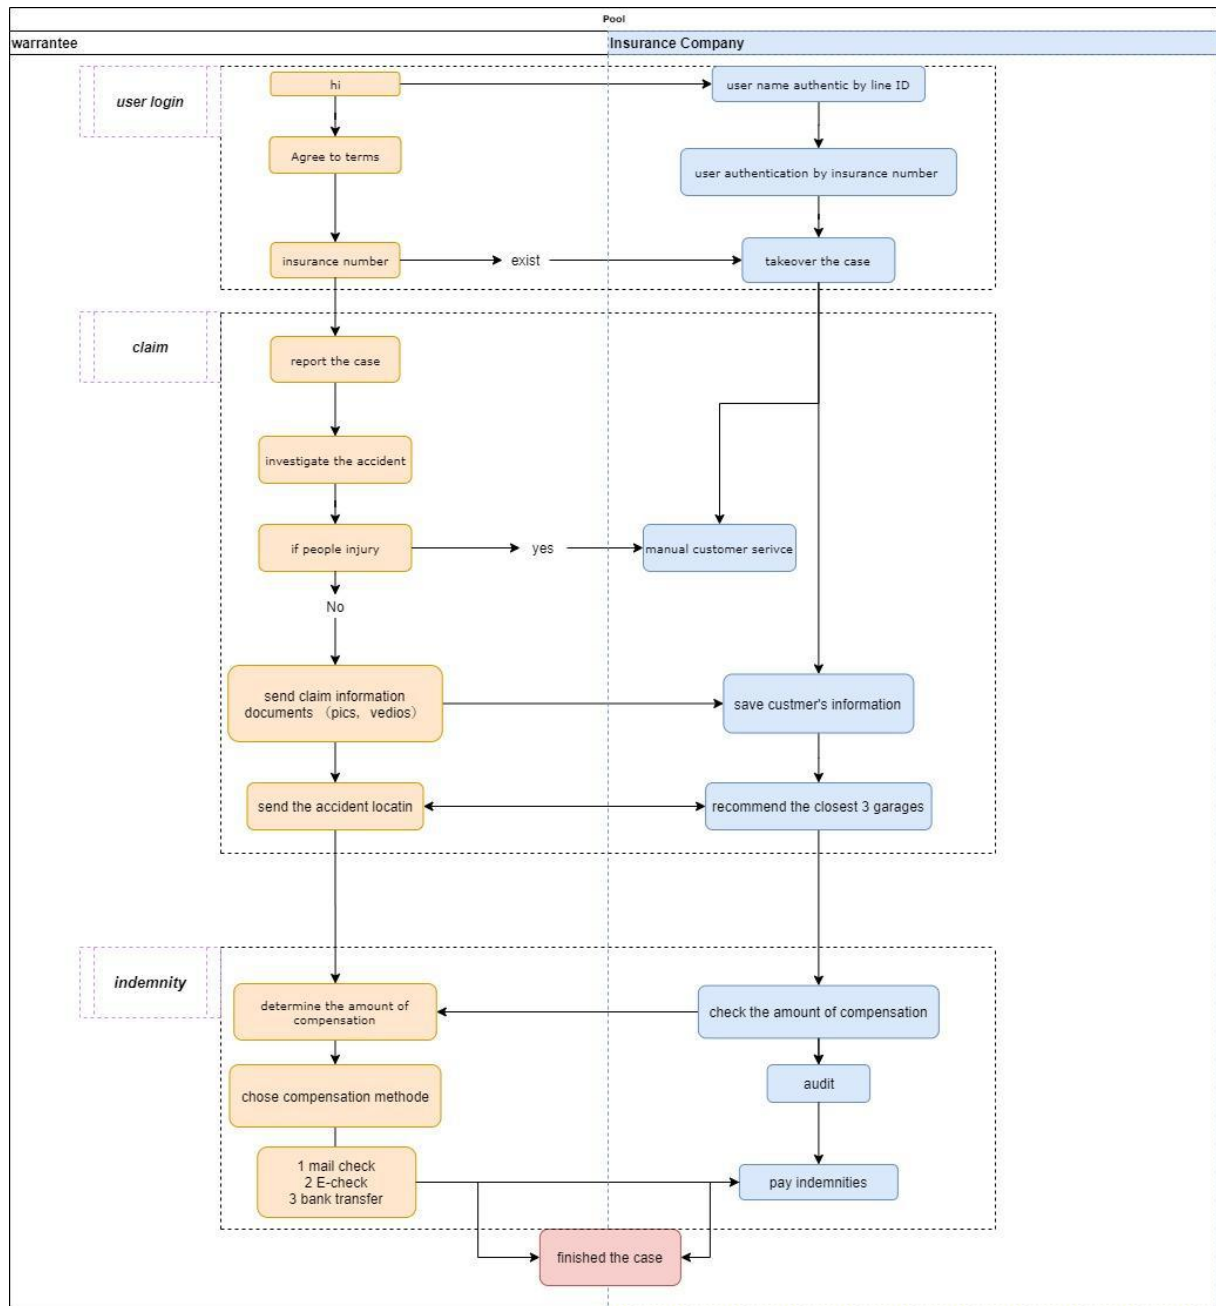 Pool
warrantee
Insurance Company
user login
hi
user name authentic by line ID
Agree to terms
user authentication by insurance number
insurance number
exist
takeover the case
claim
report the case
investigate the accident
if people injury
yes
manual customer serivce
No
send claim information
documents （pics，vedios）
save custmer's information
send the accident locatin
recommend the closest 3 garages
indemnity
determine the amount of
compensation
check the amount of compensation
chose compensation methode
audit
1 mail check
2 E-check
3 bank transfer
pay indemnities
finished the case